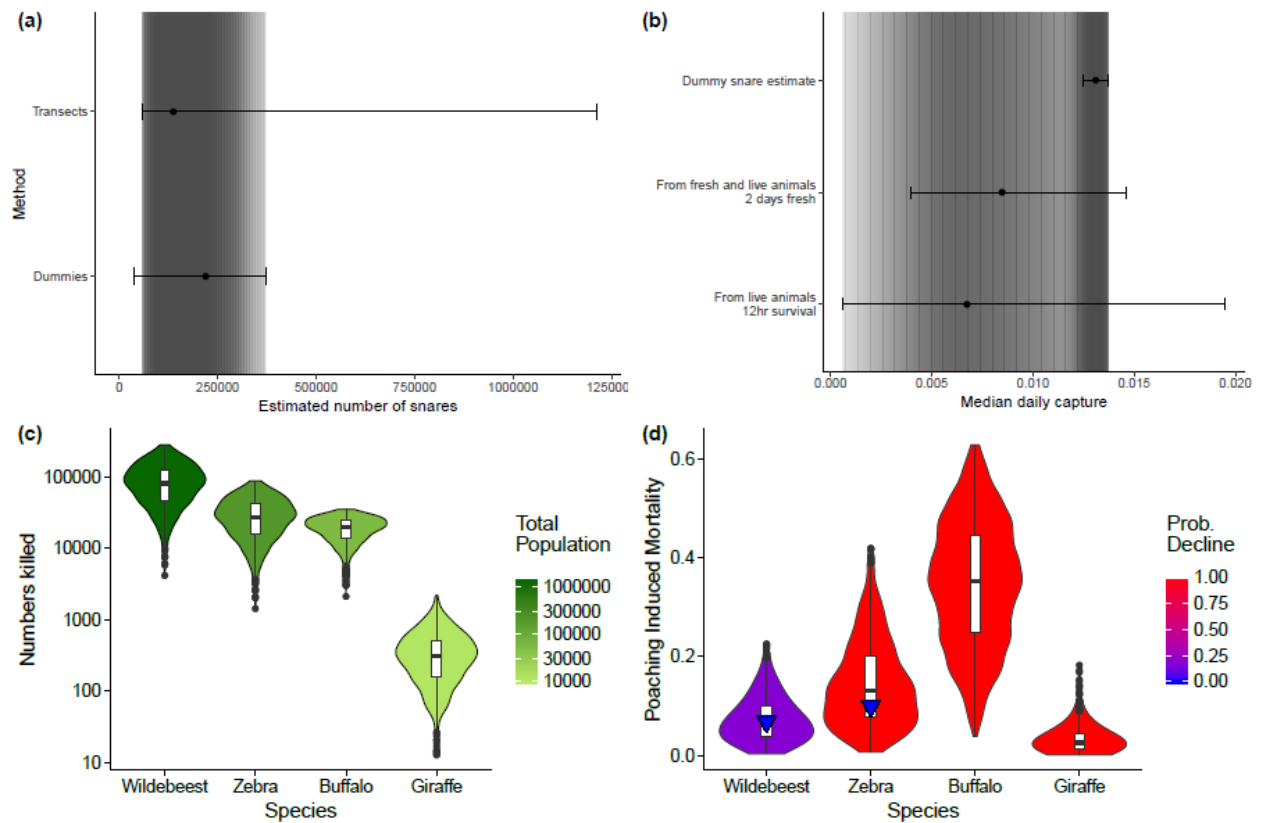 (a)
Method
Transects
Dummies
0
250000
500000
750000
1000000
125000
Estimated number of snares
(b)
Dummy snare estimate
From fresh and live animals
2 days fresh
From live animals
12hr survival
0.000
0.005
0.010
0.015
0.020
Median daily capture
(c)
Numbers killed
100000
10000
1000
100
10
Wildebeest
Zebra
Buffalo
Giraffe
Species
Total
Population
1000000
300000
100000
30000
10000
(d)
Poaching Induced Mortality
0.6
0.4
0.2
0.0
Wildebeest
Zebra
Buffalo
Giraffe
Species
Prob.
Decline
1.00
0.75
0.50
0.25
0.00